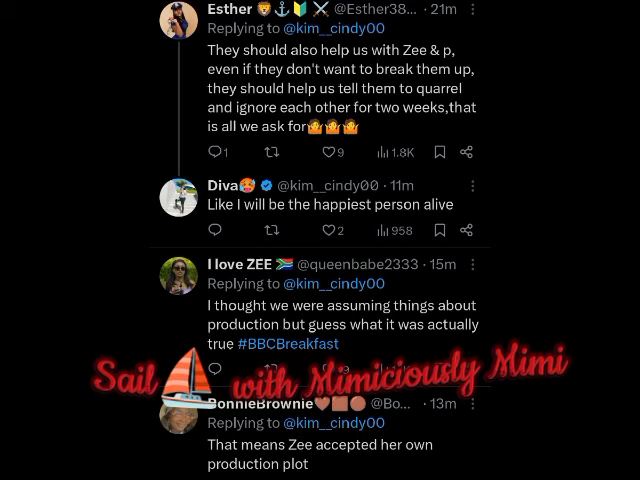 Esther 🦁⚓🔰 ⚔ @Esther38... · 21m
Replying to @kim__cindy00
They should also help us with Zee & p,
even if they don't want to break them up,
they should help us tell them to quarrel
and ignore each other for two weeks,that
is all we ask for🤷🤷🤷
1 9 1.8K
Diva🥵 @kim__cindy00 · 11m
Like I will be the happiest person alive
2 958
I love ZEE 🇿🇦 @queenbabe2333 · 15m
Replying to @kim__cindy00
I thought we were assuming things about
production but guess what it was actually
true #BBCBreakfast
Sail⛵ with Mimiciously Mimi
BonnieBrownie🤎🟫🟤 @Bo... · 13m
Replying to @kim__cindy00
That means Zee accepted her own
production plot